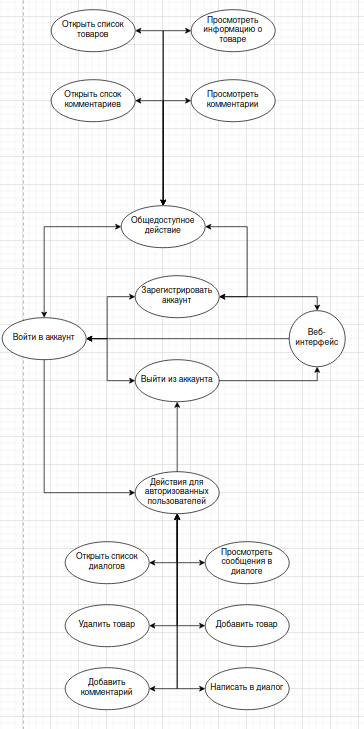 Открыть список
товаров
Просмотреть
информацию о
товаре
Открыть спсок
комментариев
Просмотреть
комментарии
Общедоступное
действие
Зарегистрировать
аккаунт
Войти в аккаунт
Веб-
интерфейс
Выйти из аккаунта
Действия для
авторизованных
пользователей
Открыть список
диалогов
Просмотреть
сообщения в
диалоге
Удалить товар
Добавить товар
Добавить
комментарий
Написать в диалог